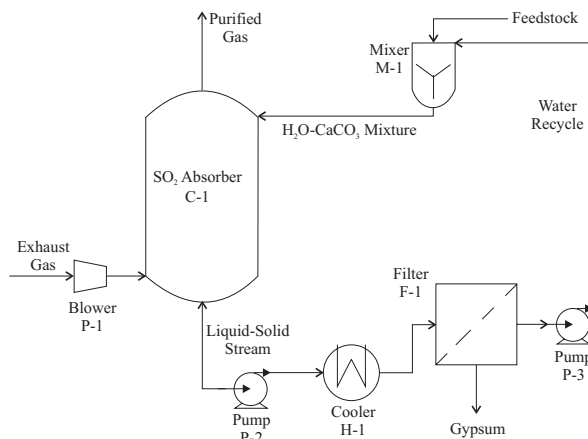 Purified
Gas
Feedstock
Mixer
M-1
Water
Recycle
H₂O-CaCO₃ Mixture
SO₂ Absorber
C-1
Exhaust
Gas
Blower
P-1
Liquid-Solid
Stream
Filter
F-1
Pump
P-2
Cooler
H-1
Pump
P-3
Gypsum